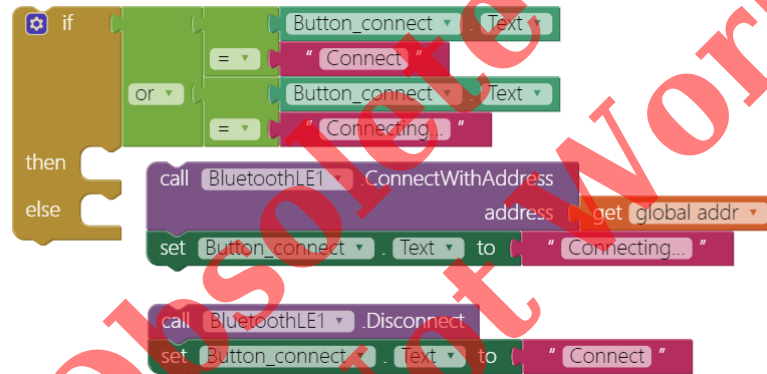 if Button_connect . Text
= " Connect "
or Button_connect . Text
= " Connecting... "
then
call BluetoothLE1 .ConnectWithAddress
else
address get global addr
set Button_connect . Text to " Connecting... "
call BluetoothLE1 .Disconnect
set Button_connect . Text to " Connect "
obsolete
not Wor